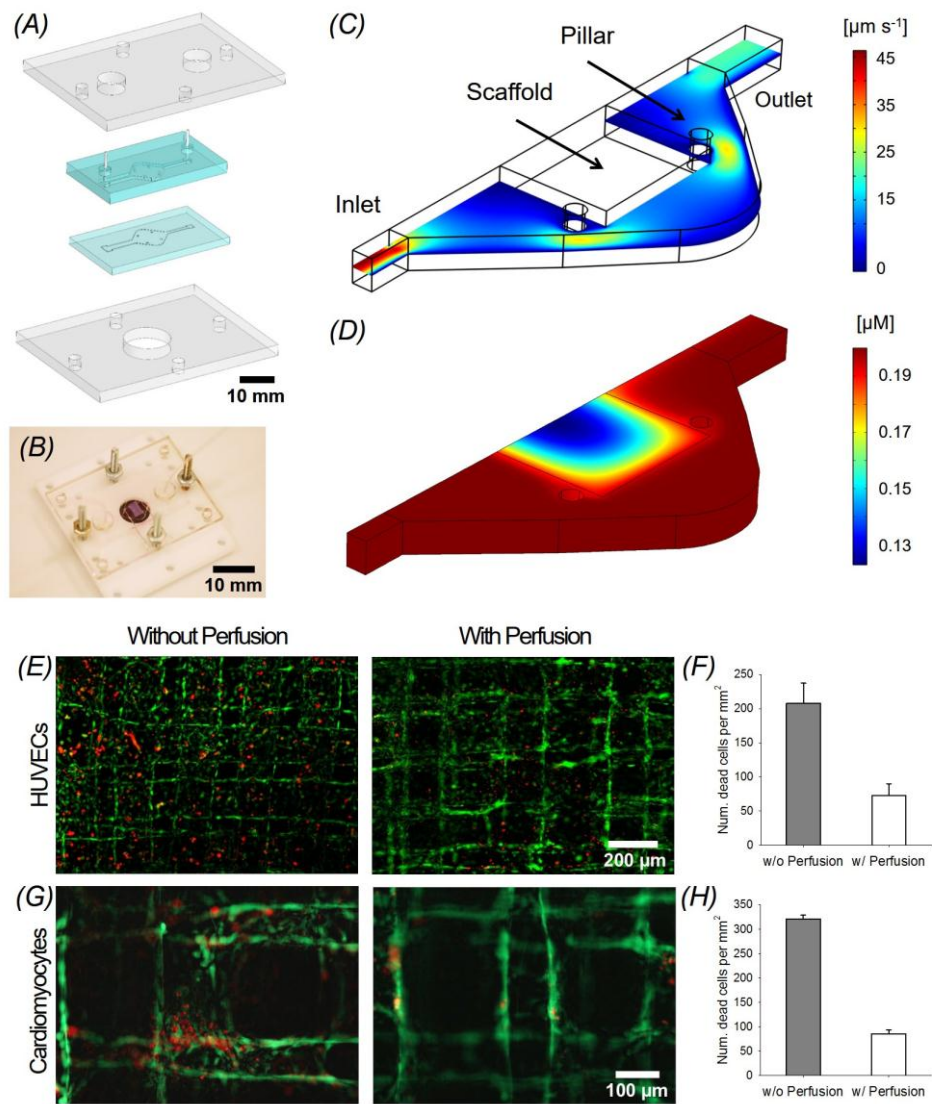 (A)
10 mm
(B)
10 mm
(C)
[µm s⁻¹]
Pillar
Scaffold
Outlet
Inlet
45
35
25
15
0
(D)
[µM]
0.19
0.17
0.15
0.13
Without Perfusion
With Perfusion
(E)
HUVECs
200 µm
(F)
Num. dead cells per mm²
250
200
150
100
50
0
w/o Perfusion
w/ Perfusion
(G)
Cardiomyocytes
100 µm
(H)
Num. dead cells per mm²
350
300
250
200
150
100
50
0
w/o Perfusion
w/ Perfusion